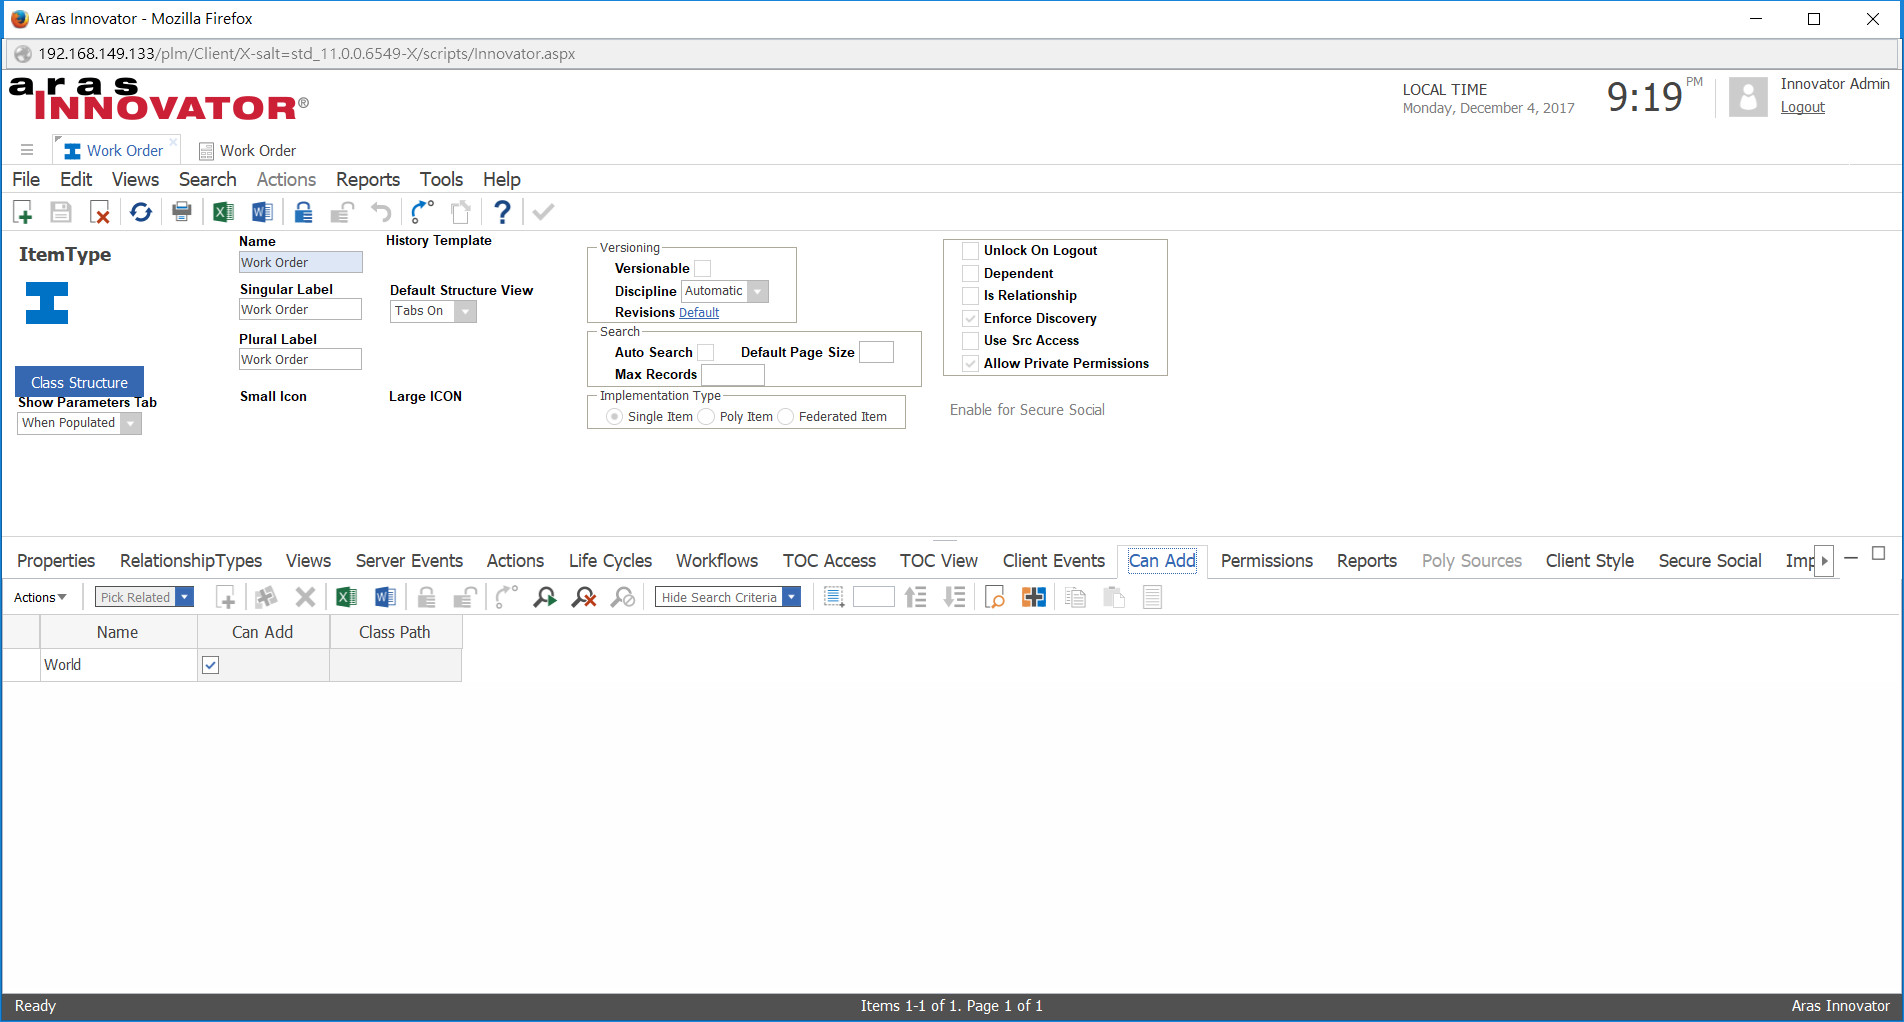 Aras Innovator - Mozilla Firefox
192.168.149.133/plm/Client/X-salt=std_11.0.0.6549-X/scripts/Innovator.aspx
aras
INNOVATOR®
LOCAL TIME
Monday, December 4, 2017
9:19 PM
Innovator Admin
Logout
Work Order
Work Order
File Edit Views Search Actions Reports Tools Help
ItemType
Class Structure
Show Parameters Tab
When Populated
Name
Work Order
Singular Label
Work Order
Plural Label
Work Order
Small Icon
History Template
Default Structure View
Tabs On
Large ICON
Versioning
Versionable
Discipline Automatic
Revisions Default
Search
Auto Search Default Page Size
Max Records
Implementation Type
Single Item Poly Item Federated Item
Unlock On Logout
Dependent
Is Relationship
Enforce Discovery
Use Src Access
Allow Private Permissions
Enable for Secure Social
Properties RelationshipTypes Views Server Events Actions Life Cycles Workflows TOC Access TOC View Client Events Can Add Permissions Reports Poly Sources Client Style Secure Social Imp
Actions Pick Related Hide Search Criteria
Name Can Add Class Path
World
Ready Items 1-1 of 1. Page 1 of 1 Aras Innovator